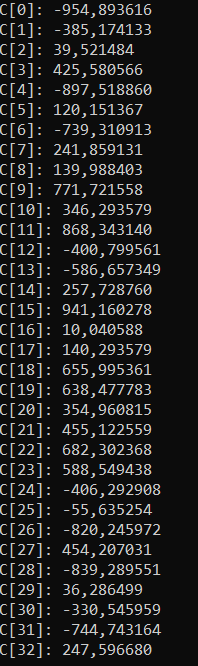 C[0]: -954,893616
C[1]: -385,174133
C[2]: 39,521484
C[3]: 425,580566
C[4]: -897,518860
C[5]: 120,151367
C[6]: -739,310913
C[7]: 241,859131
C[8]: 139,988403
C[9]: 771,721558
C[10]: 346,293579
C[11]: 868,343140
C[12]: -400,799561
C[13]: -586,657349
C[14]: 257,728760
C[15]: 941,160278
C[16]: 10,040588
C[17]: 140,293579
C[18]: 655,995361
C[19]: 638,477783
C[20]: 354,960815
C[21]: 455,122559
C[22]: 682,302368
C[23]: 588,549438
C[24]: -406,292908
C[25]: -55,635254
C[26]: -820,245972
C[27]: 454,207031
C[28]: -839,289551
C[29]: 36,286499
C[30]: -330,545959
C[31]: -744,743164
C[32]: 247,596680